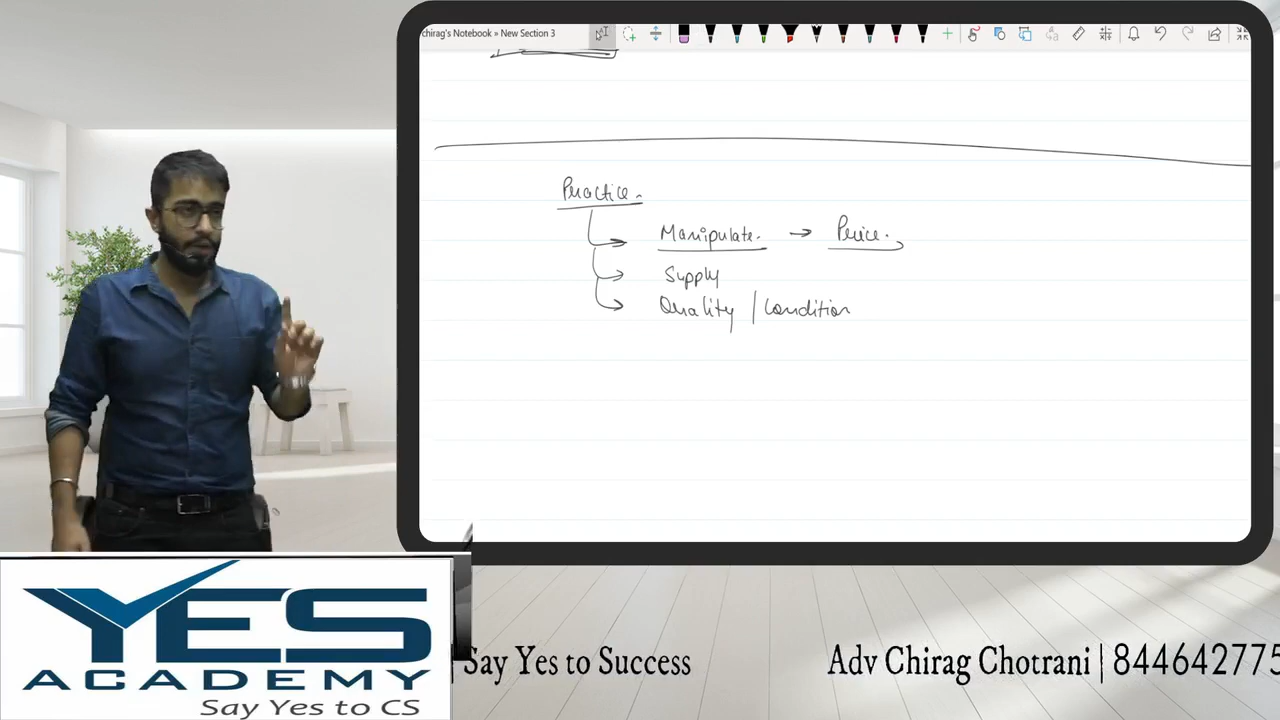 chirag's Notebook » New Section 3
Practice.
Manipulate. → Price.
Supply
Quality / Condition
YES
ACADEMY
Say Yes to CS
| Say Yes to Success
Adv Chirag Chotrani | 844642775